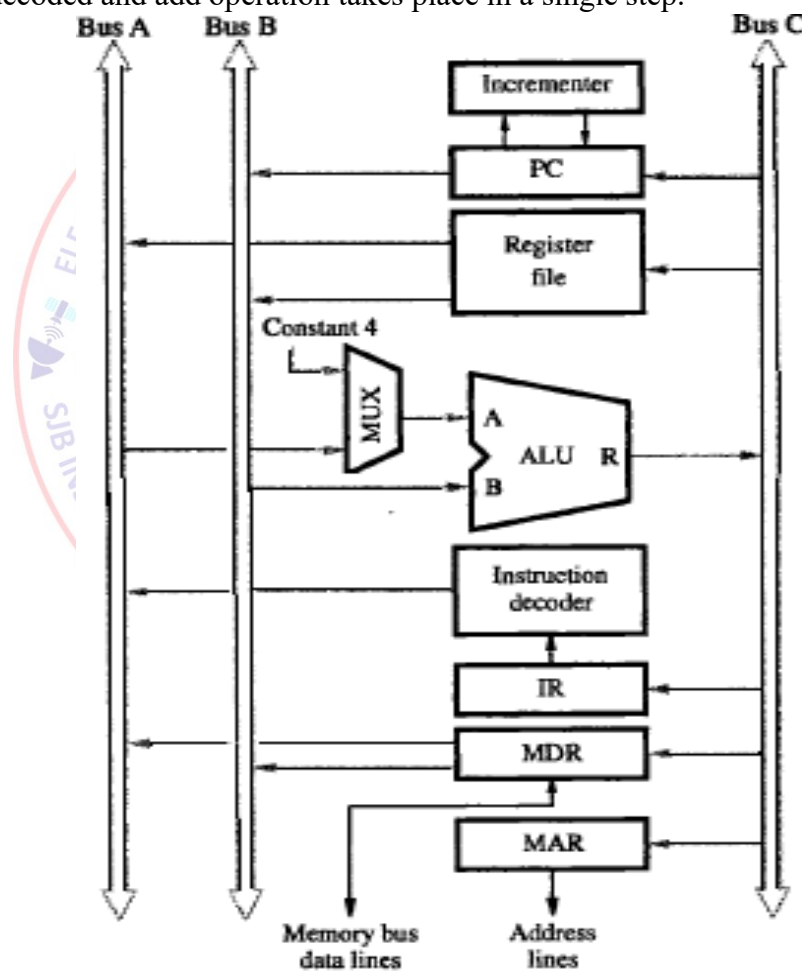 decoded and add operation takes place in a single step.
Bus A Bus B Bus C
Incrementer
PC
Register
file
Constant 4
MUX
A
ALU R
B
Instruction
decoder
IR
MDR
MAR
Memory bus
data lines
Address
lines